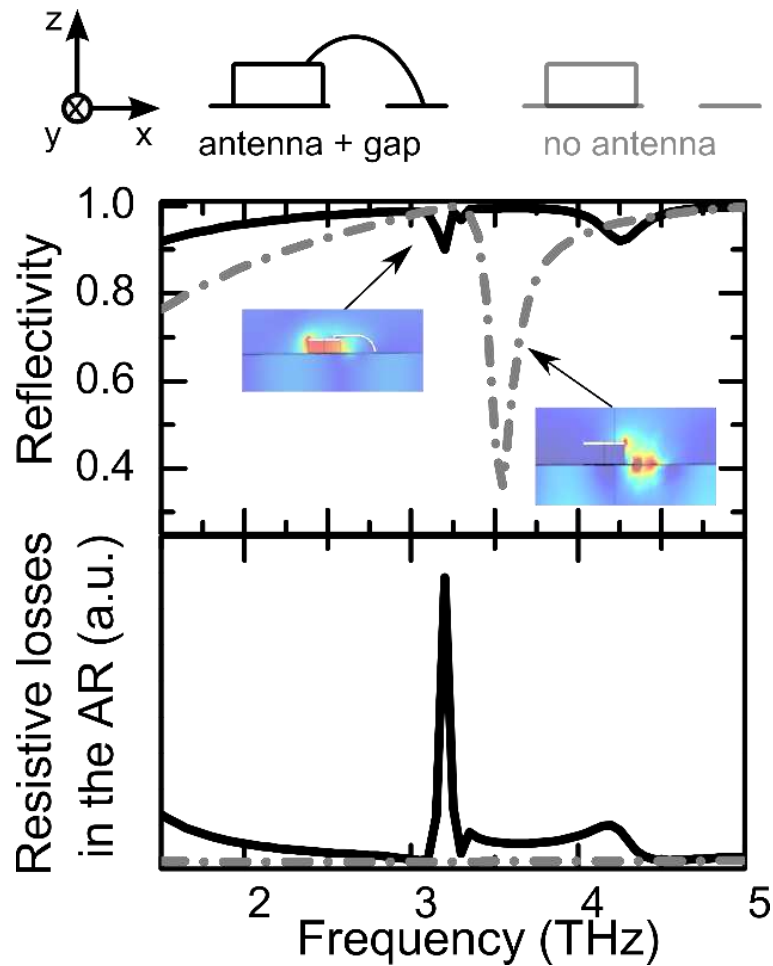 z
y
x
antenna + gap
no antenna
Reflectivity
1.0
0.8
0.6
0.4
Resistive losses
in the AR (a.u.)
2
3
4
5
Frequency (THz)